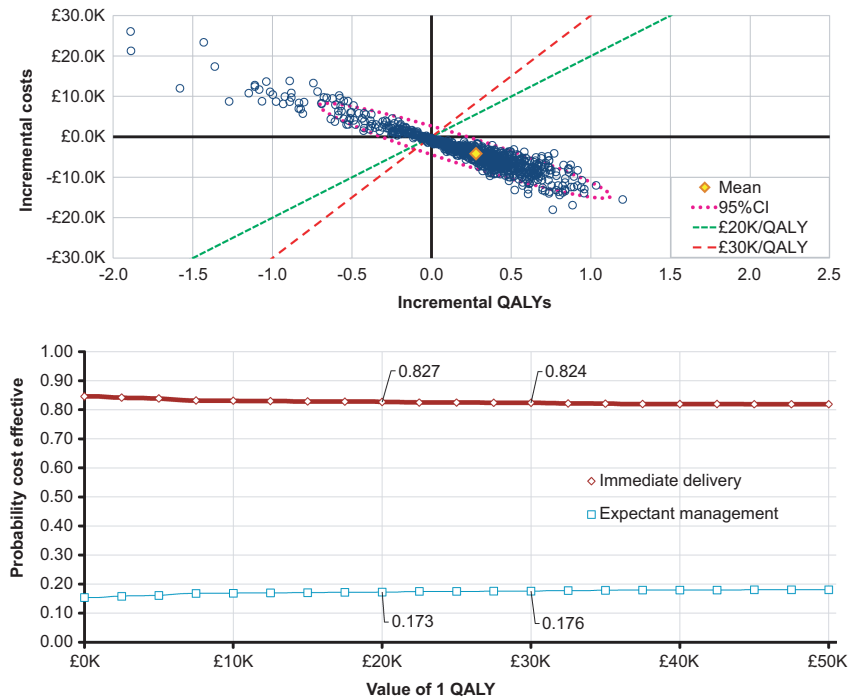 £30.0K
£20.0K
£10.0K
£0.0K
-£10.0K
-£20.0K
-£30.0K
Incremental costs
-2.0 -1.5 -1.0 -0.5 0.0 0.5 1.0 1.5 2.0 2.5
Incremental QALYs
Mean
95%CI
£20K/QALY
£30K/QALY
1.00
0.90
0.80
0.70
0.60
0.50
0.40
0.30
0.20
0.10
0.00
Probability cost effective
0.827 0.824
Immediate delivery
Expectant management
0.173 0.176
£0K £10K £20K £30K £40K £50K
Value of 1 QALY